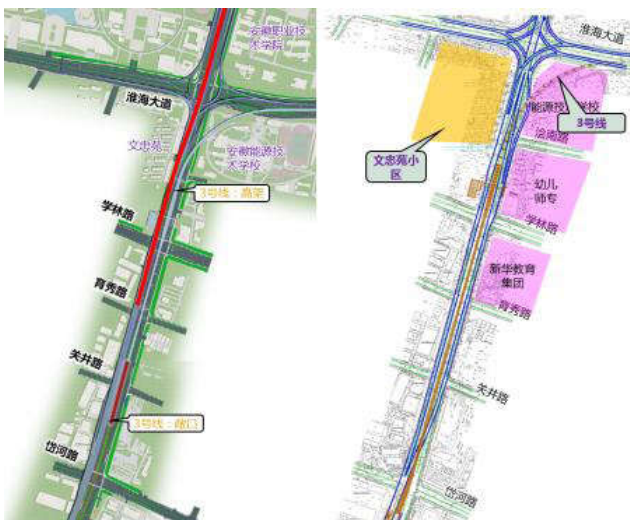 安徽职业技
术学院
淮海大道
文忠苑
安徽能源技
术学校
3号线：高架
学林路
育秀路
关井路
3号线：敞口
岱河路
淮海大道
能源技
学校
3号线
浍南路
文忠苑小
区
幼儿
师专
学林路
新华教育
集团
育秀路
关井路
岱河路